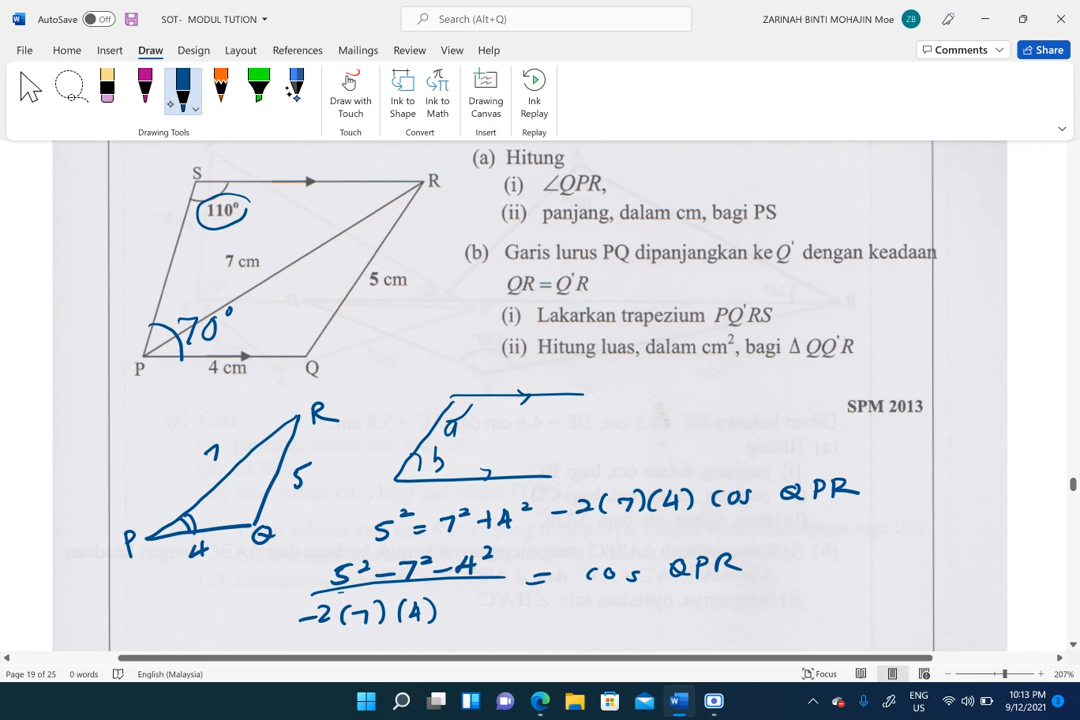 AutoSave Off SOT- MODUL TUTION Search (Alt+Q) ZARINAH BINTI MOHAJIN Moe ZB
File Home Insert Draw Design Layout References Mailings Review View Help Comments Share
Draw with Touch Ink to Shape Ink to Math Drawing Canvas Ink Replay
Drawing Tools Touch Convert Insert Replay
S R
110°
7 cm
5 cm
70°
P 4 cm Q
(a) Hitung
(i) ∠QPR,
(ii) panjang, dalam cm, bagi PS
(b) Garis lurus PQ dipanjangkan ke Q' dengan keadaan
QR = Q'R
(i) Lakarkan trapezium PQ'RS
(ii) Hitung luas, dalam cm², bagi Δ QQ'R
SPM 2013
R
7 5
P 4 Q
a
b
5² = 7² + 4² - 2(7)(4) cos QPR
5² - 7² - 4² = cos QPR
-2(7)(4)
Page 19 of 25 0 words English (Malaysia) Focus 207%
ENG US 10:13 PM 9/12/2021 3